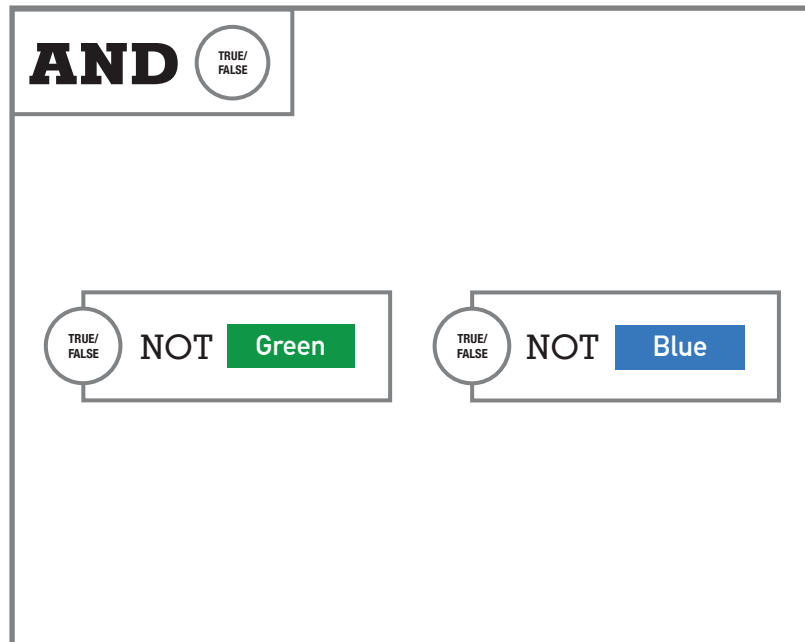 AND TRUE/
FALSE
TRUE/
FALSE NOT Green
TRUE/
FALSE NOT Blue